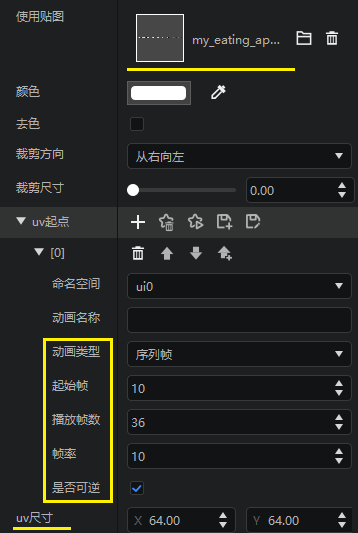 使用贴图 my_eating_ap...
颜色
去色
裁剪方向 从右向左
裁剪尺寸 0.00
uv起点
[0]
命名空间 ui0
动画名称
动画类型 序列帧
起始帧 10
播放帧数 36
帧率 10
是否可逆
uv尺寸 X 64.00 Y 64.00